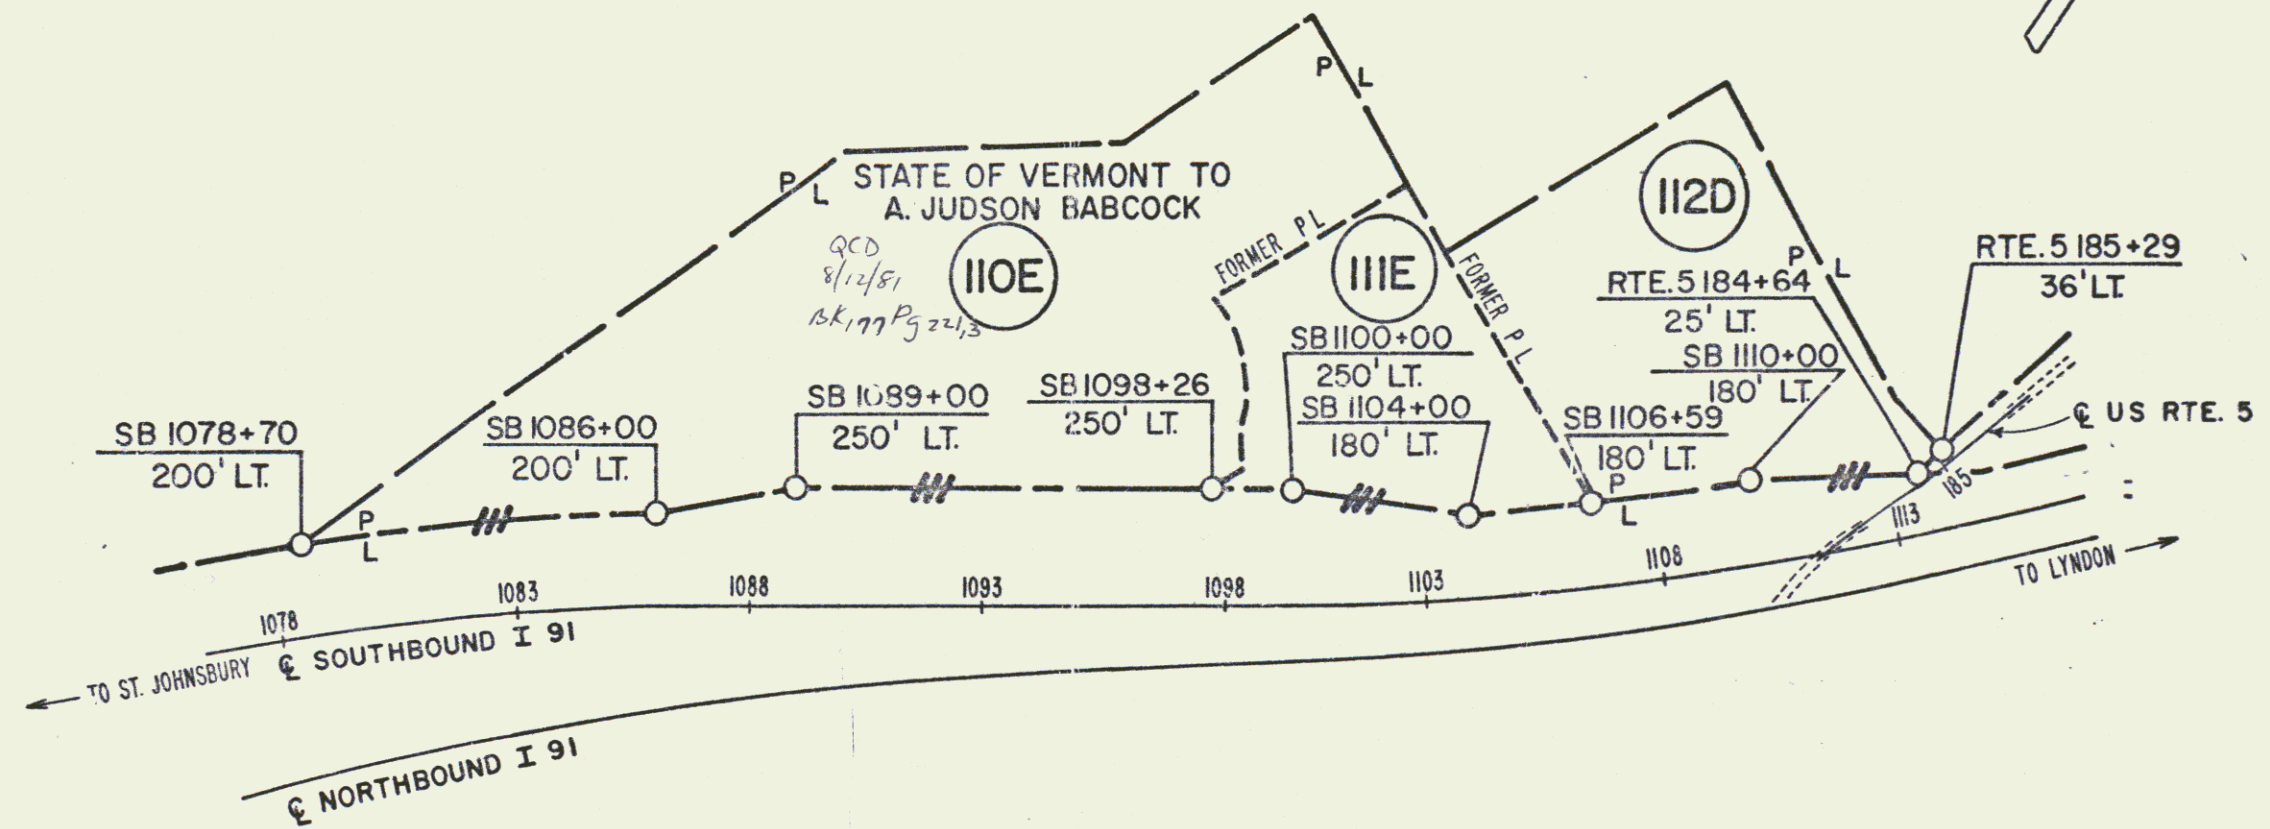 P L
STATE OF VERMONT TO
A. JUDSON BABCOCK
P L
QCD
8/12/81
BK 177 Pg 221,3
110E
FORMER PL
111E
FORMER PL
112D
P L
RTE. 5 185+29
36' LT.
RTE. 5 184+64
25' LT.
SB 1110+00
180' LT.
SB 1100+00
250' LT.
SB 1104+00
180' LT.
SB 1106+59
180' LT.
SB 1098+26
250' LT.
SB 1089+00
250' LT.
SB 1086+00
200' LT.
SB 1078+70
200' LT.
℄ US RTE. 5
185
P
L
P
L
1078
1083
1088
1093
1098
1103
1108
1113
TO LYNDON
TO ST. JOHNSBURY
℄ SOUTHBOUND I 91
℄ NORTHBOUND I 91